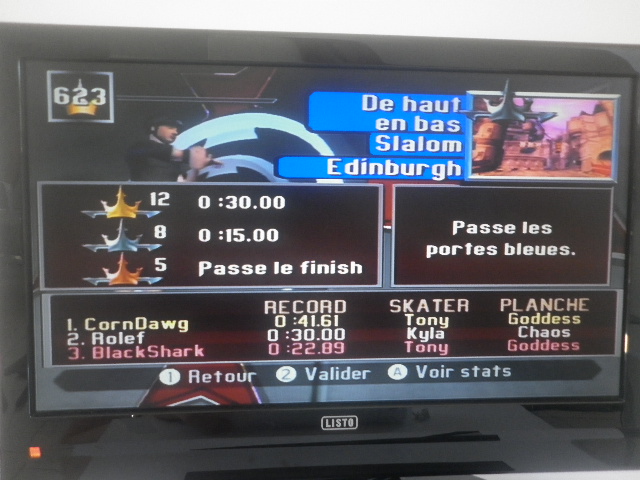 623
De haut
en bas
Slalom
Edinburgh
12 0 :30.00
8 0 :15.00
5 Passe le finish
Passe les
portes bleues.
RECORD SKATER PLANCHE
1. CornDawg 0 :41.61 Tony Goddess
2. Rolef 0 :30.00 Kyla Chaos
3. BlackShark 0 :22.89 Tony Goddess
1 Retour 2 Valider A Voir stats
LISTO